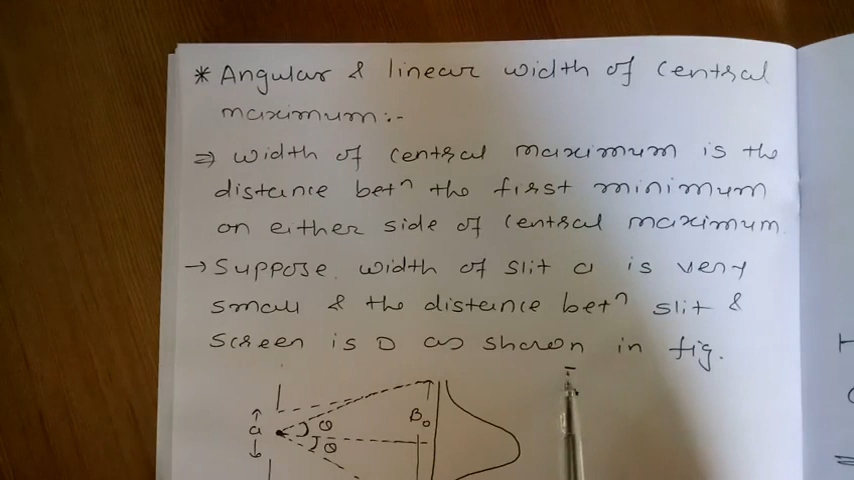 * Angular & linear width of central
maximum:-
⇒ width of central maximum is the
distance betⁿ the first minimum
on either side of central maximum
→ Suppose width of slit a is very
small & the distance betⁿ slit &
screen is D as shown in fig.
a
θ
θ
β₀